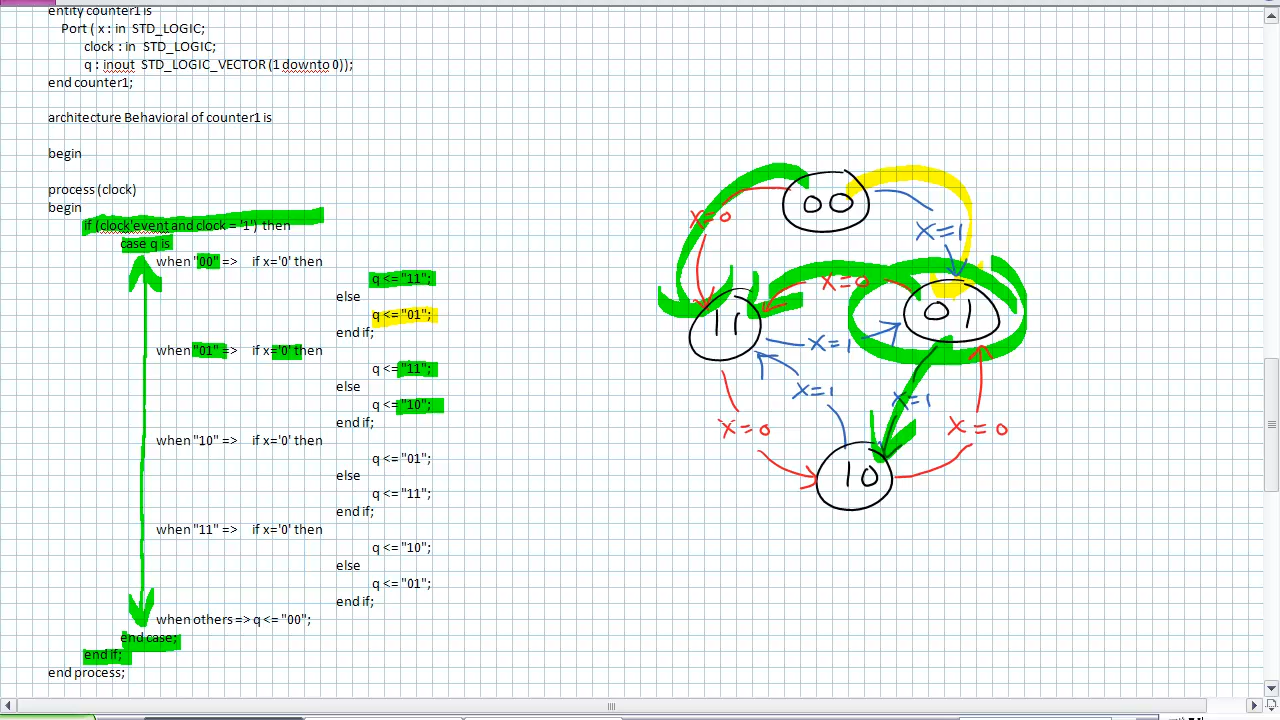 entity counter1 is
Port ( x : in STD_LOGIC;
clock : in STD_LOGIC;
q : inout STD_LOGIC_VECTOR (1 downto 0));
end counter1;
architecture Behavioral of counter1 is
begin
process (clock)
begin
if (clock'event and clock = '1') then
case q is
when "00" => if x='0' then
q <= "11";
else
q <= "01";
end if;
when "01" => if x='0' then
q <= "11";
else
q <= "10";
end if;
when "10" => if x='0' then
q <= "01";
else
q <= "11";
end if;
when "11" => if x='0' then
q <= "10";
else
q <= "01";
end if;
when others => q <= "00";
end case;
end if;
end process;
00
X=0
X=1
X=0
11
01
X=1
X=1
X=1
X=0
X=0
10